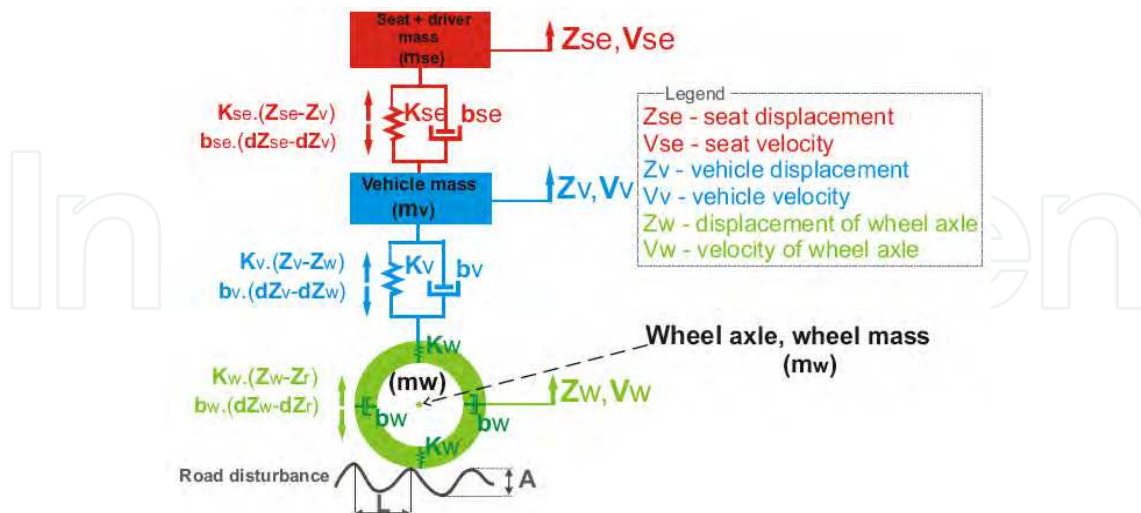 Seat + driver
mass
(mse)
Zse, Vse
Kse.(Zse-Zv)
bse.(dZse-dZv)
Kse
bse
Legend
Zse - seat displacement
Vse - seat velocity
Zv - vehicle displacement
Vv - vehicle velocity
Zw - displacement of wheel axle
Vw - velocity of wheel axle
Vehicle mass
(mv)
Zv, Vv
Kv.(Zv-Zw)
bv.(dZv-dZw)
Kv
bv
Wheel axle, wheel mass
(mw)
Kw
(mw)
Kw.(Zw-Zr)
bw.(dZw-dZr)
Zw, Vw
bw
bw
Kw
Road disturbance
A
L
In
en